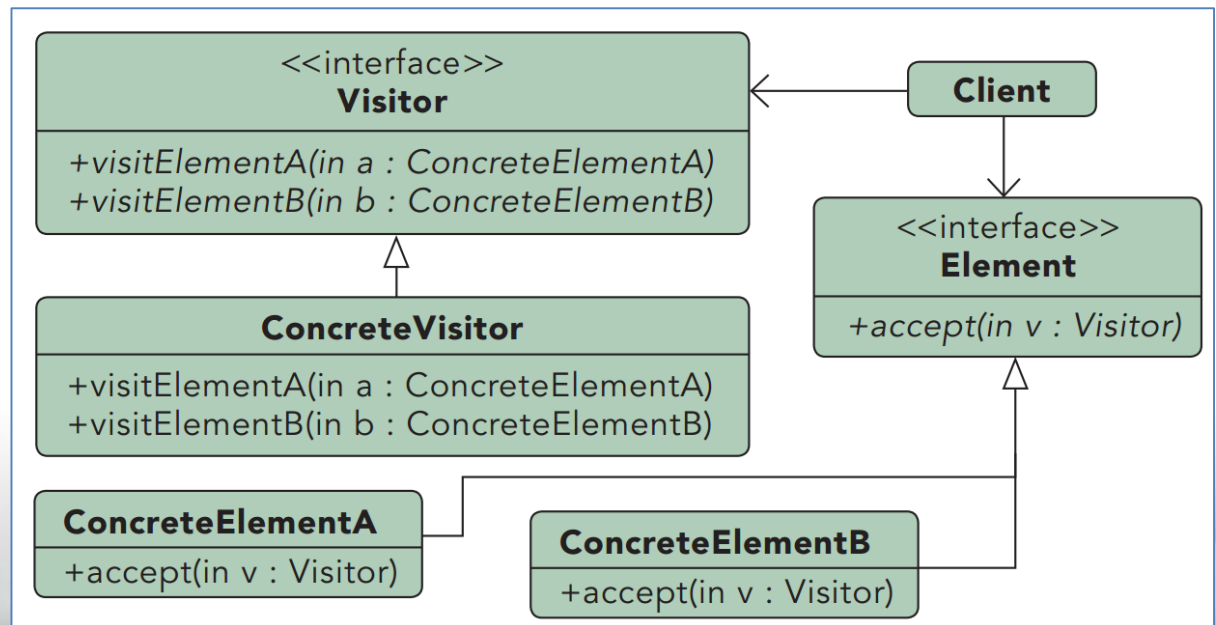 <<interface>>
Visitor
+visitElementA(in a : ConcreteElementA)
+visitElementB(in b : ConcreteElementB)
Client
<<interface>>
Element
+accept(in v : Visitor)
ConcreteVisitor
+visitElementA(in a : ConcreteElementA)
+visitElementB(in b : ConcreteElementB)
ConcreteElementA
+accept(in v : Visitor)
ConcreteElementB
+accept(in v : Visitor)